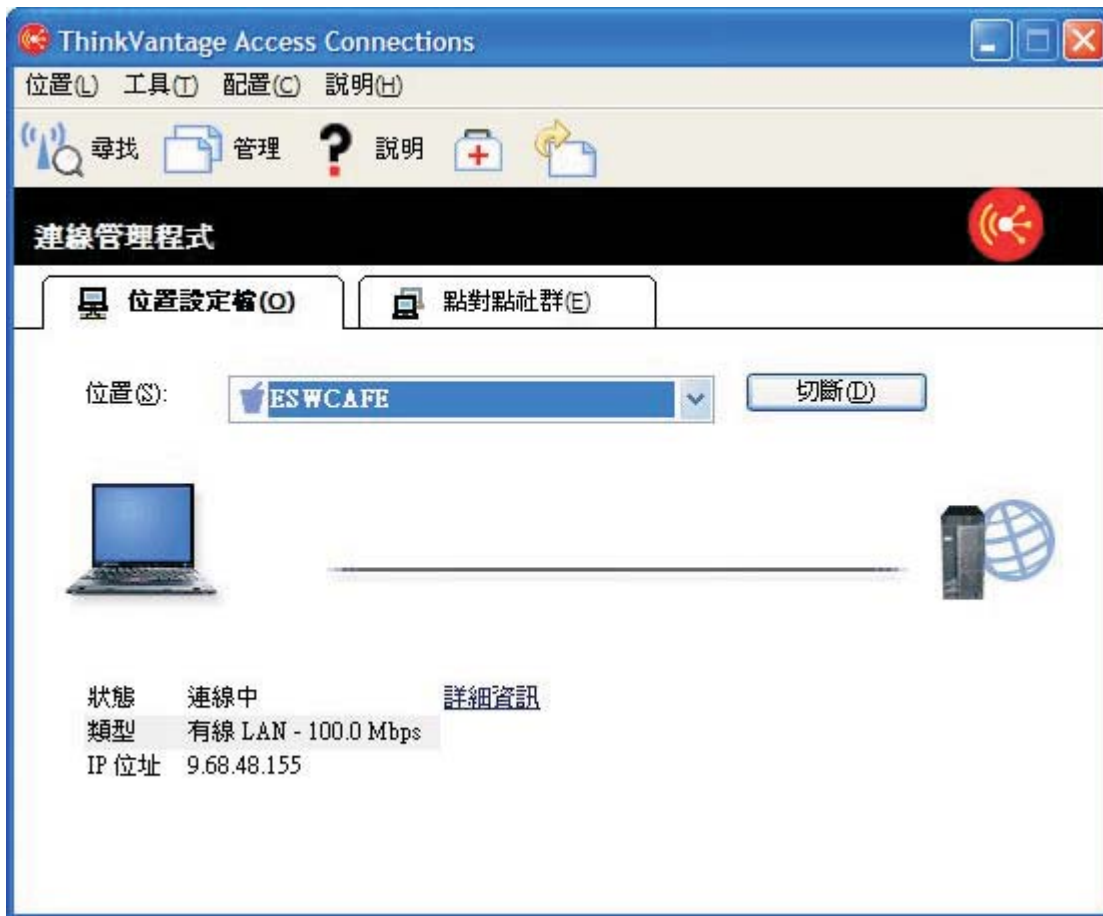 ThinkVantage Access Connections
位置(L) 工具(T) 配置(C) 說明(H)
尋找 管理 ? 說明
連線管理程式
位置設定檔(O) 點對點社群(E)
位置(S): ESWCAFE 切斷(D)
狀態 連線中 詳細資訊
類型 有線 LAN - 100.0 Mbps
IP 位址 9.68.48.155